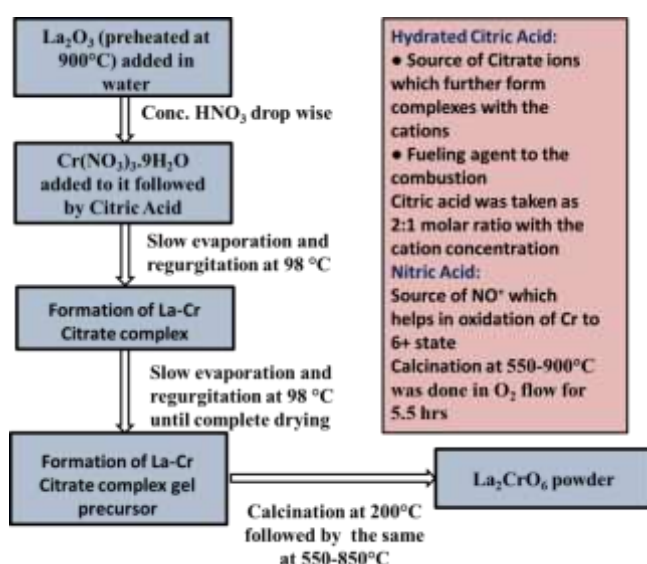 La₂O₃ (preheated at
900°C) added in
water
Conc. HNO₃ drop wise
Cr(NO₃)₃.9H₂O
added to it followed
by Citric Acid
Slow evaporation and
regurgitation at 98 °C
Formation of La-Cr
Citrate complex
Slow evaporation and
regurgitation at 98 °C
until complete drying
Formation of La-Cr
Citrate complex gel
precursor
Calcination at 200°C
followed by the same
at 550-850°C
La₂CrO₆ powder
Hydrated Citric Acid:
● Source of Citrate ions
which further form
complexes with the
cations
● Fueling agent to the
combustion
Citric acid was taken as
2:1 molar ratio with the
cation concentration
Nitric Acid:
Source of NO⁺ which
helps in oxidation of Cr to
6+ state
Calcination at 550-900°C
was done in O₂ flow for
5.5 hrs